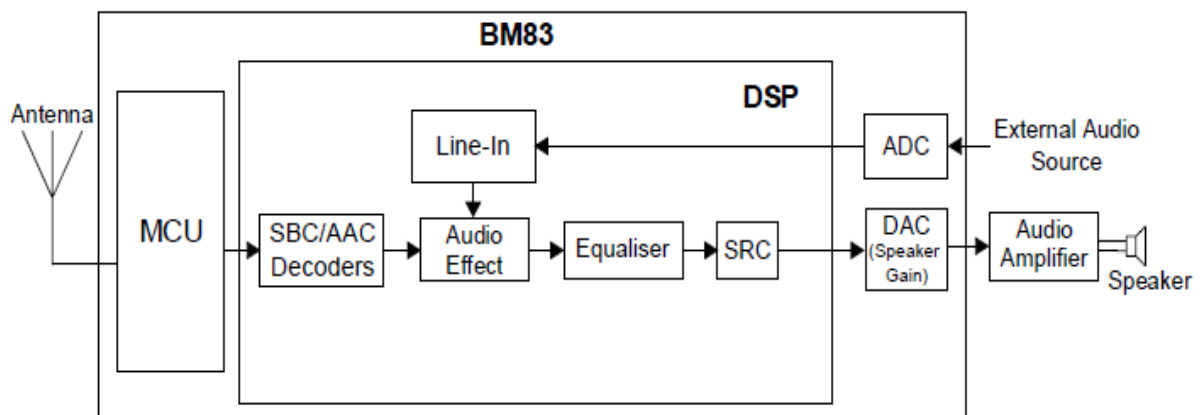 BM83
DSP
Antenna
Line-In
ADC
External Audio
Source
MCU
SBC/AAC
Decoders
Audio
Effect
Equaliser
SRC
DAC
(Speaker
Gain)
Audio
Amplifier
Speaker